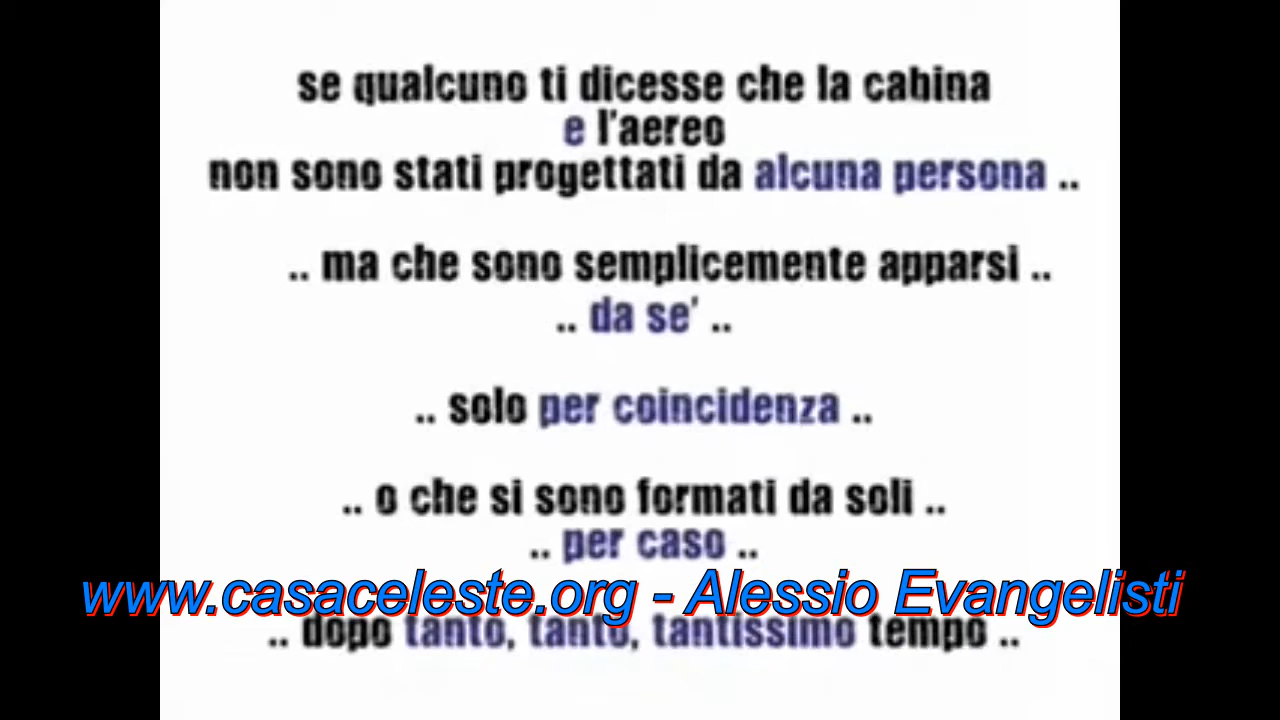 se qualcuno ti dicesse che la cabina
e l'aereo
non sono stati progettati da alcuna persona ..
.. ma che sono semplicemente apparsi ..
.. da se' ..
.. solo per coincidenza ..
.. o che si sono formati da soli ..
.. per caso ..
www.casaceleste.org - Alessio Evangelisti
.. dopo tanto, tanto, tantissimo tempo ..